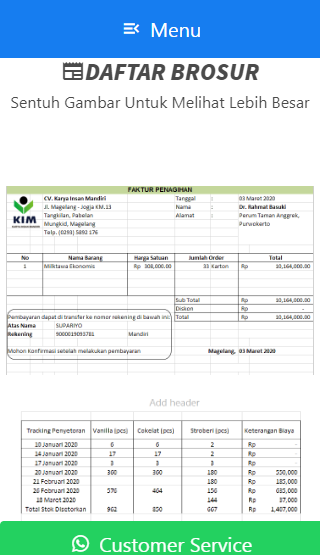 Menu
DAFTAR BROSUR
Sentuh Gambar Untuk Melihat Lebih Besar
FAKTUR PENAGIHAN
CV. Karya Insan Mandiri Tanggal : 03 Maret 2020
Jl. Magelang - Jogja KM.13 Nama : Dr. Rahmat Basuki
Tangkilan, Pabelan Alamat : Perum Taman Anggrek,
Mungkid, Magelang Purwokerto
Telp. (0293) 5892 176
KIM
No Nama Barang Harga Satuan Jumlah Order Total
1 Milktawa Ekonomis Rp 308,000.00 33 Karton Rp 10,164,000.00
Sub Total Rp 10,164,000.00
Diskon Rp -
Pembayaran dapat di transfer ke nomor rekening di bawah ini: Total Rp 10,164,000.00
Atas Nama SUPARIYO
Rekening 9000019093781 Mandiri
Mohon Konfirmasi setelah melakukan pembayaran Magelang, 03 Maret 2020
Add header
Tracking Penyetoran Vanilla (pcs) Cokelat (pcs) Stroberi (pcs) Keterangan Biaya
10 Januari 2020 6 6 2 Rp -
14 Januari 2020 17 17 2 Rp -
17 Januari 2020 3 3 3 Rp -
20 Januari 2020 360 360 180 Rp 550,000
21 Februari 2020 180 Rp 185,000
26 Februari 2020 576 464 156 Rp 635,000
18 Maret 2020 144 Rp 37,000
Total Stok Disetorkan 962 850 667 Rp 1,407,000
Customer Service